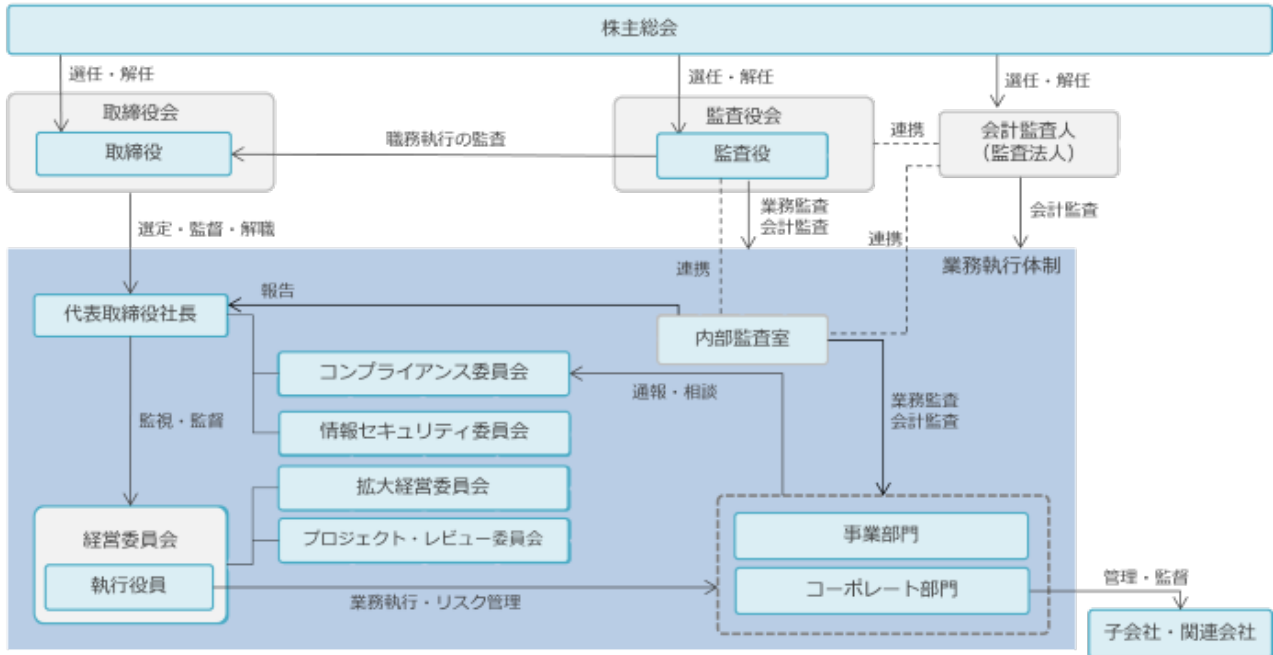 株主総会
選任・解任
選任・解任
選任・解任
取締役会
取締役
職務執行の監査
監査役会
監査役
連携
会計監査人
（監査法人）
選定・監督・解職
業務監査
会計監査
会計監査
連携
連携
業務執行体制
代表取締役社長
報告
内部監査室
コンプライアンス委員会
通報・相談
業務監査
会計監査
監視・監督
情報セキュリティ委員会
拡大経営委員会
経営委員会
プロジェクト・レビュー委員会
事業部門
執行役員
業務執行・リスク管理
コーポレート部門
管理・監督
子会社・関連会社